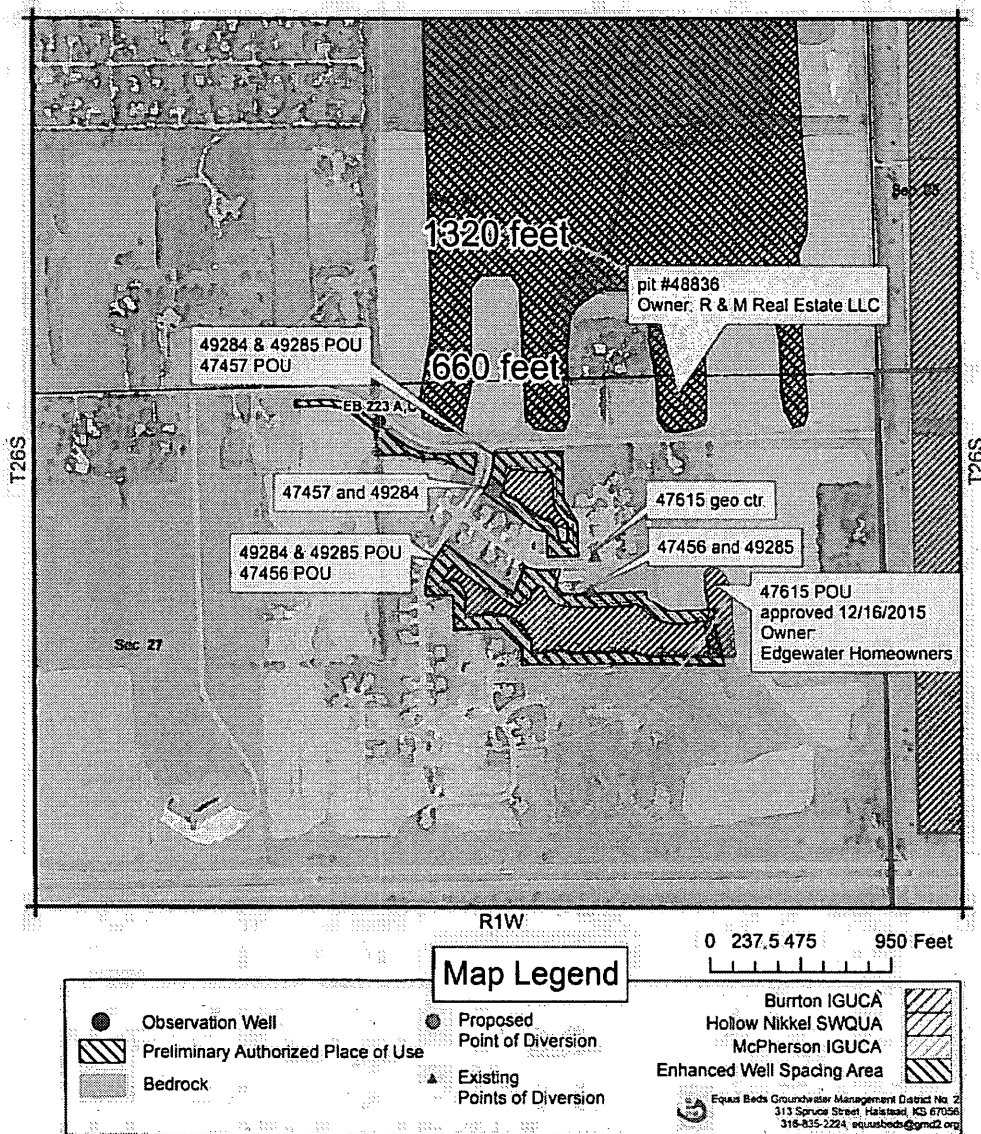 1320 feet
pit #48836
Owner: R & M Real Estate LLC
49284 & 49285 POU
47457 POU
660 feet
EB 223 A,
T26S
T26S
47457 and 49284
47615 geo ctr
49284 & 49285 POU
47456 POU
47456 and 49285
47615 POU
approved 12/16/2015
Owner:
Edgewater Homeowners
Sec 27
R1W
0 237.5 475 950 Feet
Map Legend
Observation Well
Preliminary Authorized Place of Use
Bedrock
Proposed
Point of Diversion
Existing
Points of Diversion
Burrton IGUCA
Hollow Nikkel SWQUA
McPherson IGUCA
Enhanced Well Spacing Area
Equus Beds Groundwater Management District No. 2
313 Spruce Street, Halstead, KS 67056
316-835-2224, equusbeds@gmd2.org